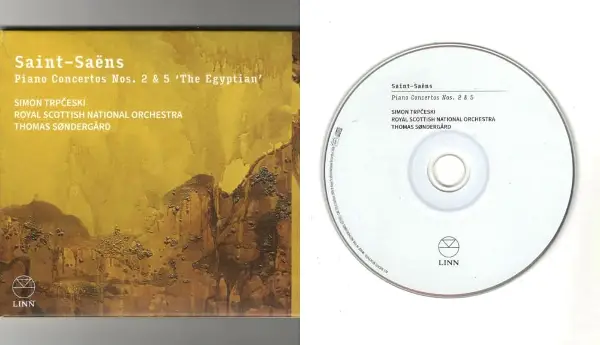 Saint-Saëns
Piano Concertos Nos. 2 & 5 ‘The Egyptian’
SIMON TRPČESKI
ROYAL SCOTTISH NATIONAL ORCHESTRA
THOMAS SØNDERGÅRD
LINN
Saint-Saëns
Piano Concertos Nos. 2 & 5
SIMON TRPČESKI
ROYAL SCOTTISH NATIONAL ORCHESTRA
THOMAS SØNDERGÅRD
LINN